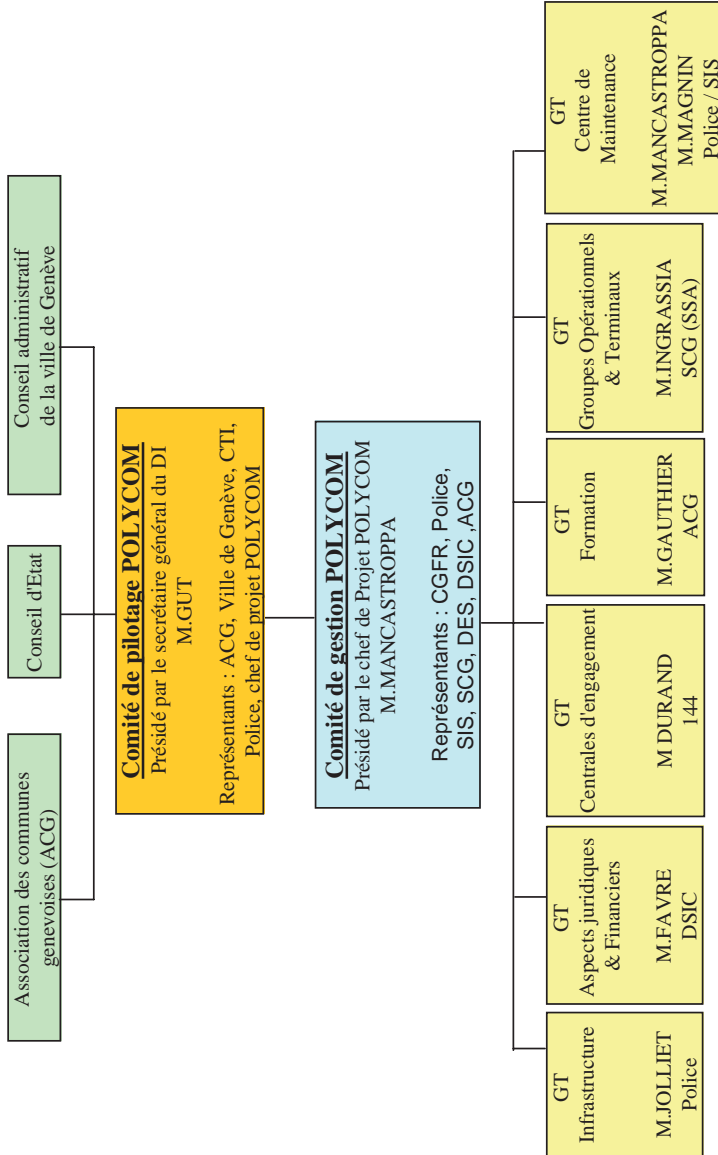 Association des communes
genevoises (ACG)
Conseil d'Etat
Conseil administratif
de la ville de Genève
Comité de pilotage POLYCOM
Présidé par le secrétaire général du DI
M.GUT
Représentants : ACG, Ville de Genève, CTI,
Police, chef de projet POLYCOM
Comité de gestion POLYCOM
Présidé par le chef de Projet POLYCOM
M.MANCASTROPPA
Représentants : CGFR, Police,
SIS, SCG, DES, DSIC ,ACG
GT
Infrastructure
M.JOLLIET
Police
GT
Aspects juridiques
& Financiers
M.FAVRE
DSIC
GT
Centrales d'engagement
M DURAND
144
GT
Formation
M.GAUTHIER
ACG
GT
Groupes Opérationnels
& Terminaux
M.INGRASSIA
SCG (SSA)
GT
Centre de
Maintenance
M.MANCASTROPPA
M.MAGNIN
Police / SIS